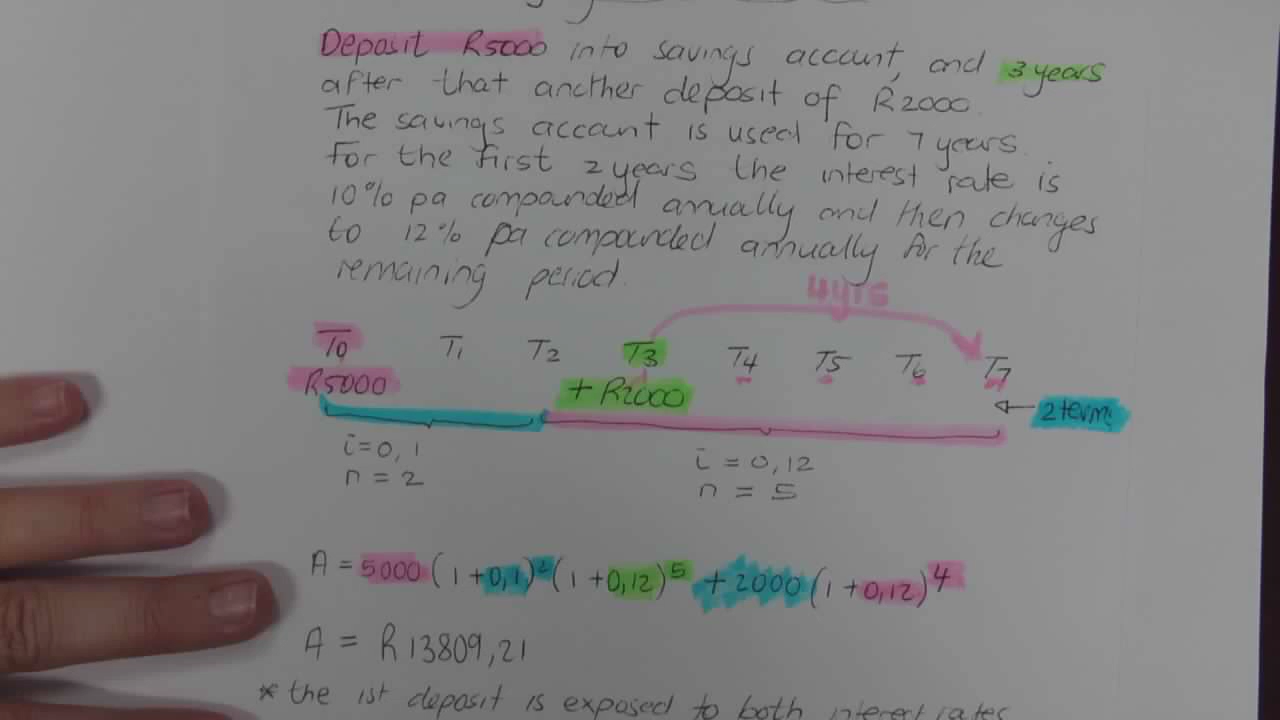 Deposit R5000 into savings account, and 3 years
after that another deposit of R2000.
The savings account is used for 7 years.
For the first 2 years the interest rate is
10% pa compounded annually and then changes
to 12% pa compounded annually for the
remaining period.
4yrs
T0 T1 T2 T3 T4 T5 T6 T7
R5000 + R2000
2 terms
i=0,1
n = 2
i = 0,12
n = 5
A = 5000(1+0,1)²(1+0,12)⁵ + 2000(1+0,12)⁴
A = R13809,21
* the 1st deposit is exposed to both interest rates